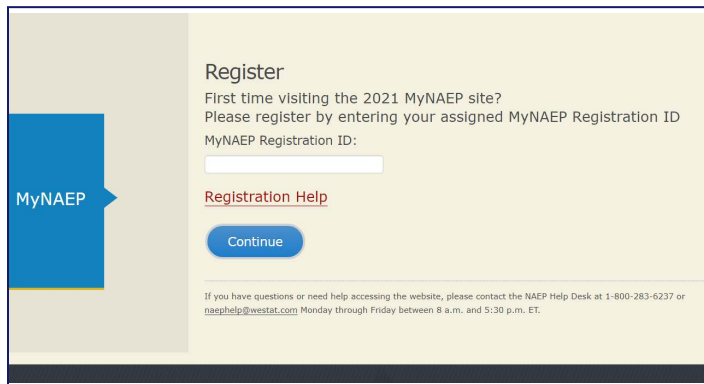 Register
First time visiting the 2021 MyNAEP site?
Please register by entering your assigned MyNAEP Registration ID
MyNAEP Registration ID:
MyNAEP
Registration Help
Continue
If you have questions or need help accessing the website, please contact the NAEP Help Desk at 1-800-283-6237 or
naephelp@westat.com Monday through Friday between 8 a.m. and 5:30 p.m. ET.